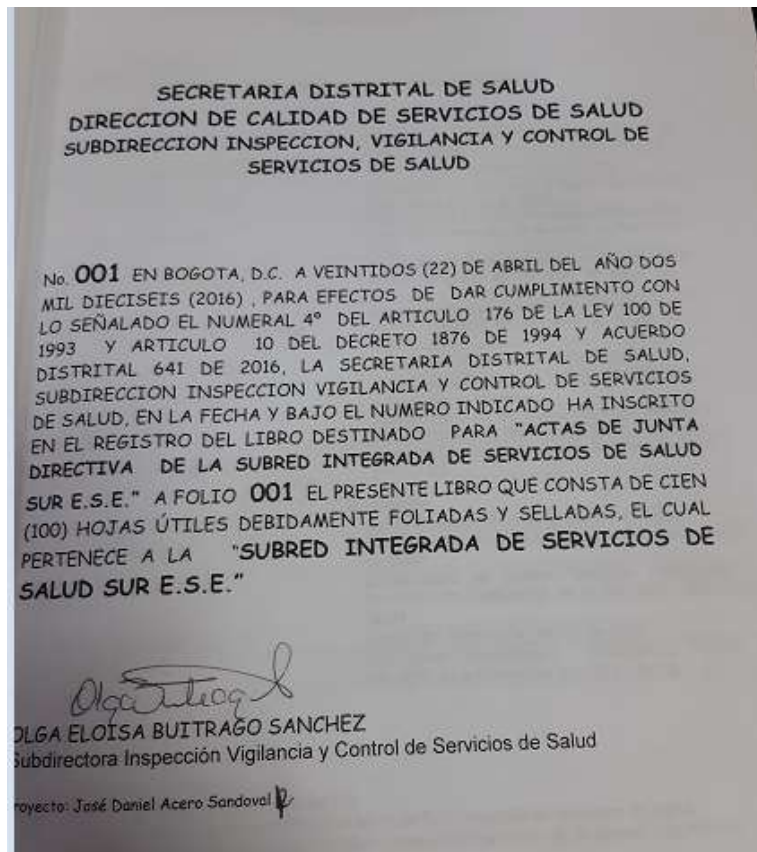 SECRETARIA DISTRITAL DE SALUD
DIRECCION DE CALIDAD DE SERVICIOS DE SALUD
SUBDIRECCION INSPECCION, VIGILANCIA Y CONTROL DE
SERVICIOS DE SALUD
No. 001 EN BOGOTA, D.C. A VEINTIDOS (22) DE ABRIL DEL AÑO DOS
MIL DIECISEIS (2016) , PARA EFECTOS DE DAR CUMPLIMIENTO CON
LO SEÑALADO EL NUMERAL 4° DEL ARTICULO 176 DE LA LEY 100 DE
1993 Y ARTICULO 10 DEL DECRETO 1876 DE 1994 Y ACUERDO
DISTRITAL 641 DE 2016, LA SECRETARIA DISTRITAL DE SALUD,
SUBDIRECCION INSPECCION VIGILANCIA Y CONTROL DE SERVICIOS
DE SALUD, EN LA FECHA Y BAJO EL NUMERO INDICADO HA INSCRITO
EN EL REGISTRO DEL LIBRO DESTINADO PARA "ACTAS DE JUNTA
DIRECTIVA DE LA SUBRED INTEGRADA DE SERVICIOS DE SALUD
SUR E.S.E." A FOLIO 001 EL PRESENTE LIBRO QUE CONSTA DE CIEN
(100) HOJAS ÚTILES DEBIDAMENTE FOLIADAS Y SELLADAS, EL CUAL
PERTENECE A LA "SUBRED INTEGRADA DE SERVICIOS DE
SALUD SUR E.S.E."
OLGA ELOÍSA BUITRAGO SANCHEZ
Subdirectora Inspección Vigilancia y Control de Servicios de Salud
royecto: José Daniel Acero Sandoval